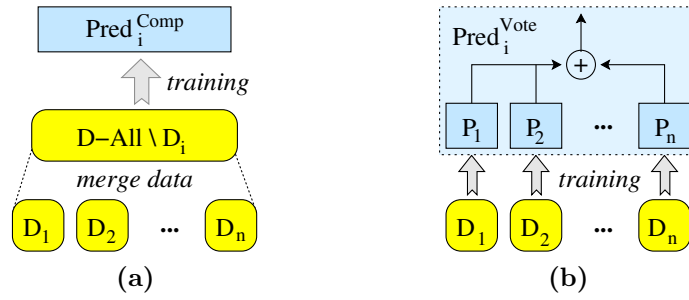 Pred_i^Comp
training
D–All \ D_i
merge data
D_1 D_2 ... D_n
(a)
Pred_i^Vote
+
P_1 P_2 ... P_n
training
D_1 D_2 ... D_n
(b)